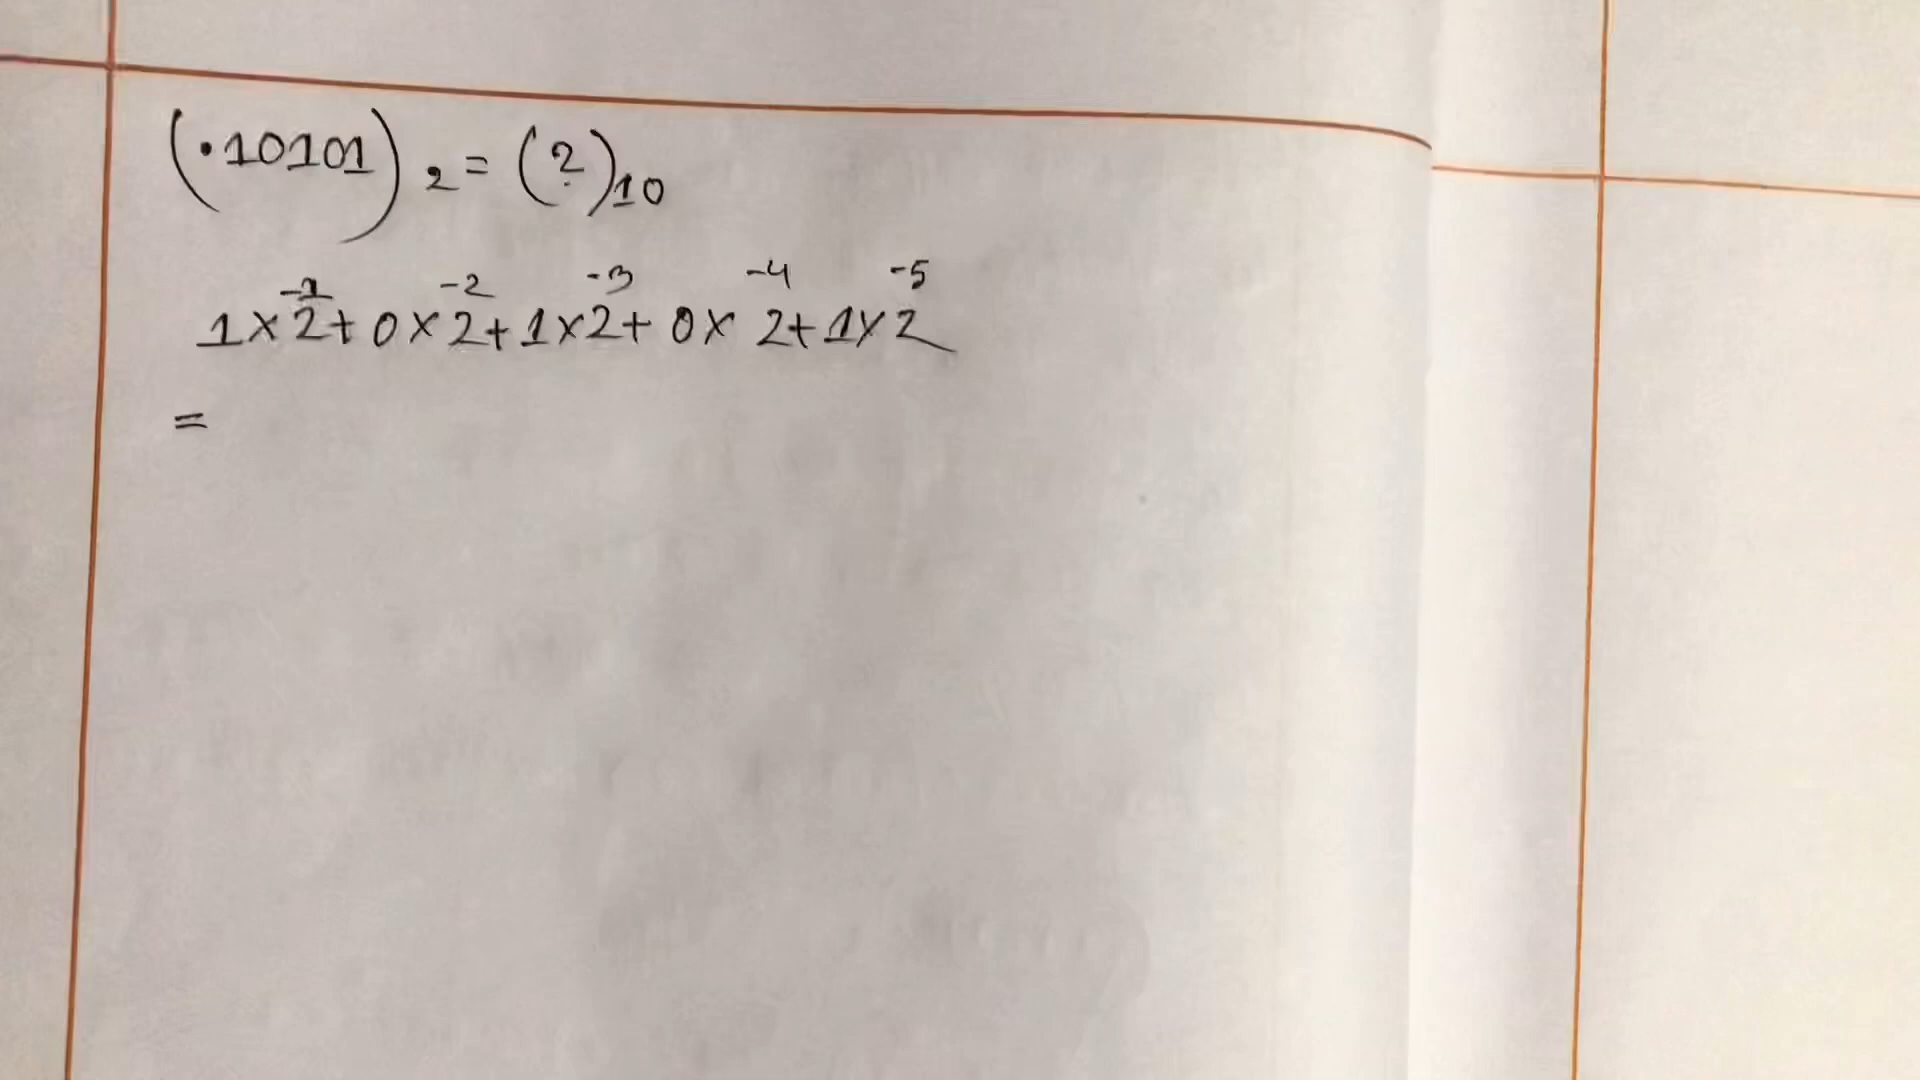 (.10101)₂ = (?)₁₀
1×2⁻¹+0×2⁻²+1×2⁻³+0×2⁻⁴+1×2⁻⁵
=